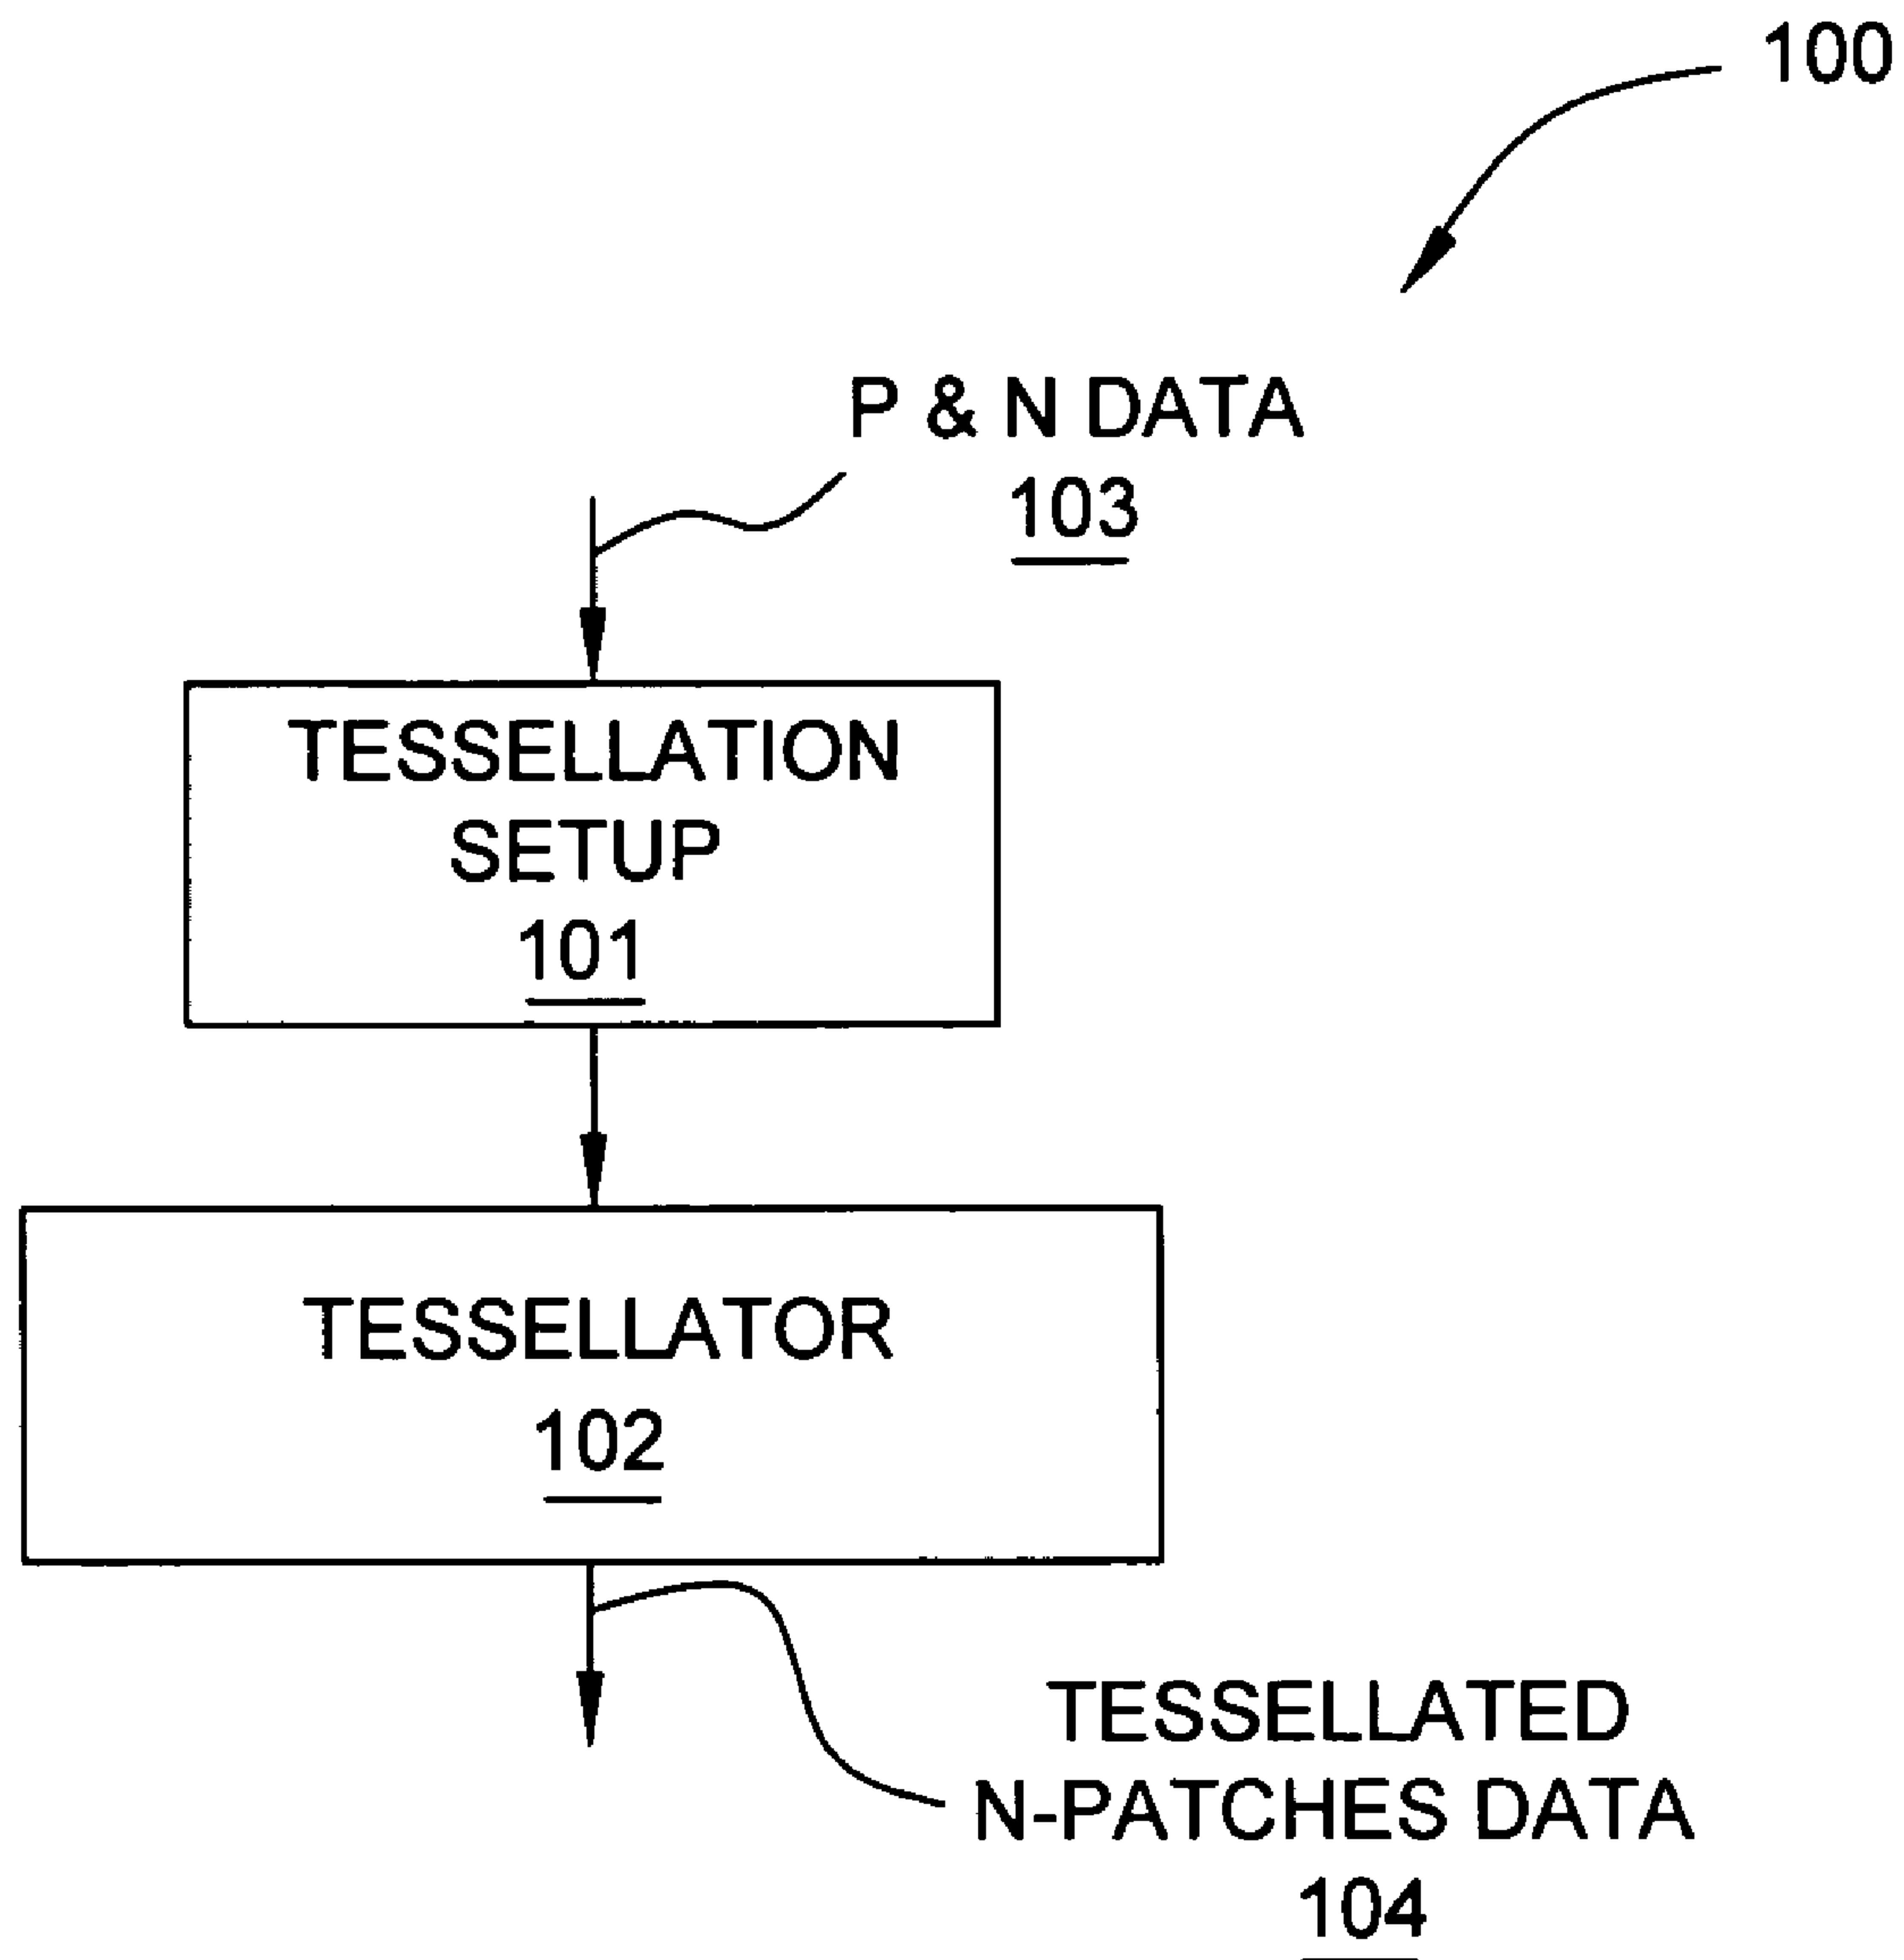 100
P & N DATA
103
TESSELLATION
SETUP
101
TESSELLATOR
102
TESSELLATED
N-PATCHES DATA
104